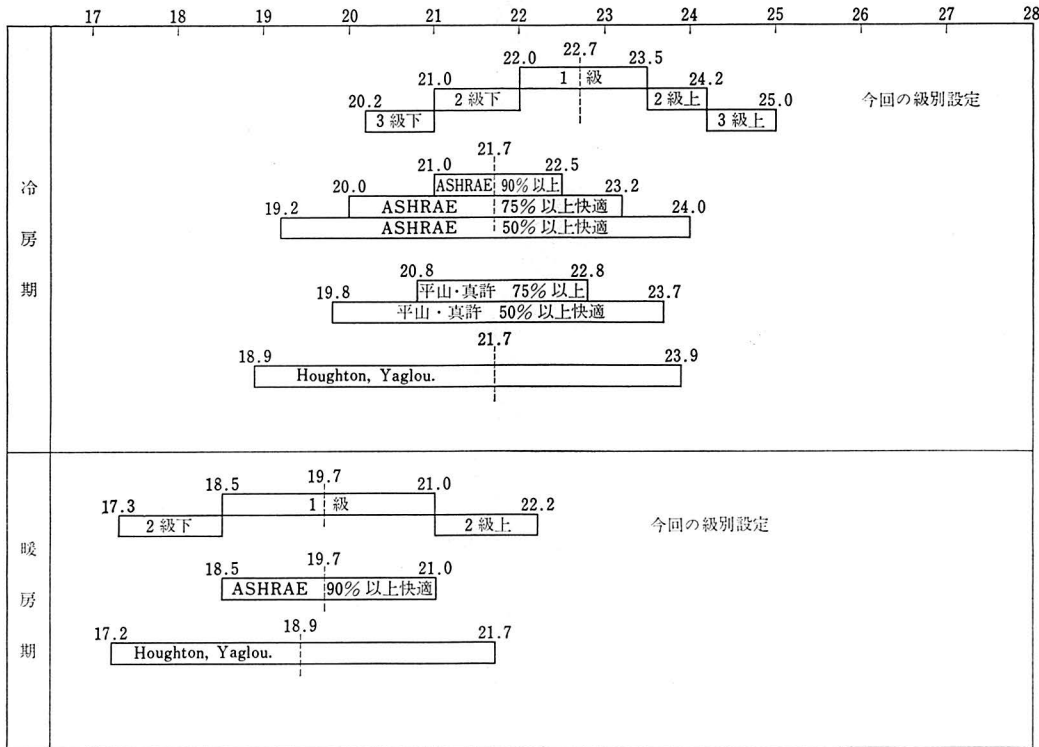 17 18 19 20 21 22 23 24 25 26 27 28
冷房期
22.7
22.0 23.5
1 級
21.0 24.2
2 級下 2 級上
20.2 25.0
3 級下 3 級上
今回の級別設定
21.7
21.0 22.5
ASHRAE 90% 以上
20.0 23.2
ASHRAE 75% 以上快適
19.2 24.0
ASHRAE 50% 以上快適
20.8 22.8
平山・真許 75% 以上
19.8 23.7
平山・真許 50% 以上快適
21.7
18.9 23.9
Houghton, Yaglou.
暖房期
18.5 19.7 21.0
1 級
17.3 22.2
2 級下 2 級上
今回の級別設定
19.7
18.5 21.0
ASHRAE 90% 以上快適
18.9
17.2 21.7
Houghton, Yaglou.